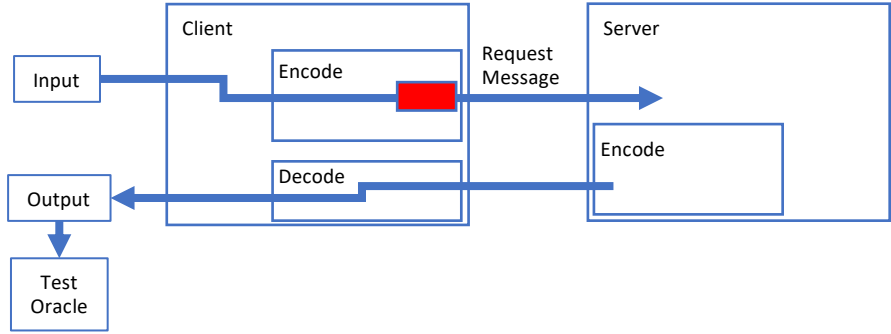 Client
Server
Input
Encode
Request
Message
Encode
Decode
Output
Test
Oracle